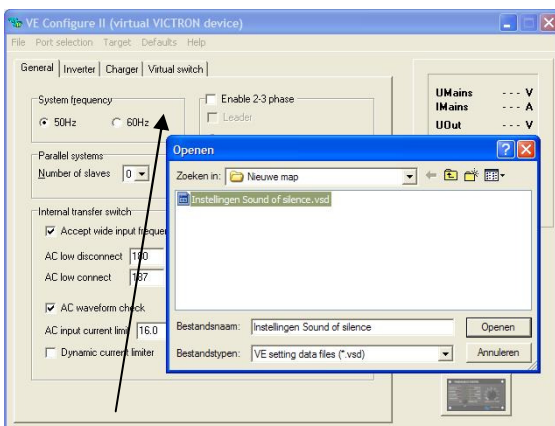 VE Configure II (virtual VICTRON device)
File Port selection Target Defaults Help
General Inverter Charger Virtual switch
System frequency
50Hz 60Hz
Enable 2-3 phase
Leader
Parallel systems
Number of slaves 0
Internal transfer switch
Accept wide input freque
AC low disconnect 180
AC low connect 187
AC waveform check
AC input current limit 16.0
Dynamic current limiter
UMains --- V
IMains --- A
UOut --- V
Openen
Zoeken in: Nieuwe map
Instellingen Sound of silence.vsd
Bestandsnaam: Instellingen Sound of silence Openen
Bestandstypen: VE setting data files (*.vsd) Annuleren